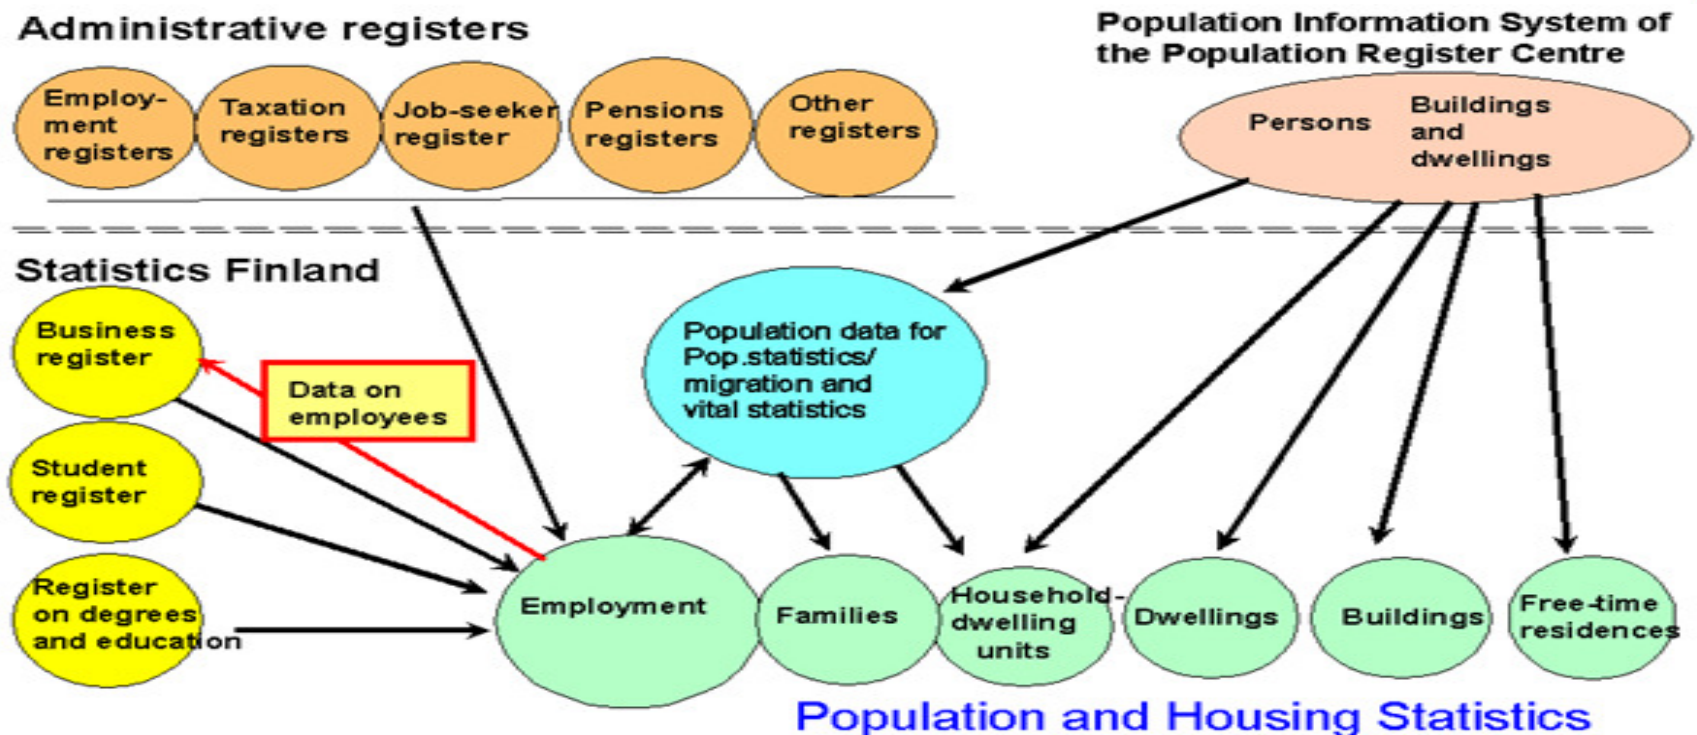 Administrative registers
Population Information System of
the Population Register Centre
Employ-
ment
registers
Taxation
registers
Job-seeker
register
Pensions
registers
Other
registers
Persons
Buildings
and
dwellings
Statistics Finland
Business
register
Data on
employees
Population data for
Pop.statistics/
migration and
vital statistics
Student
register
Register
on degrees
and education
Employment
Families
Household-
dwelling
units
Dwellings
Buildings
Free-time
residences
Population and Housing Statistics